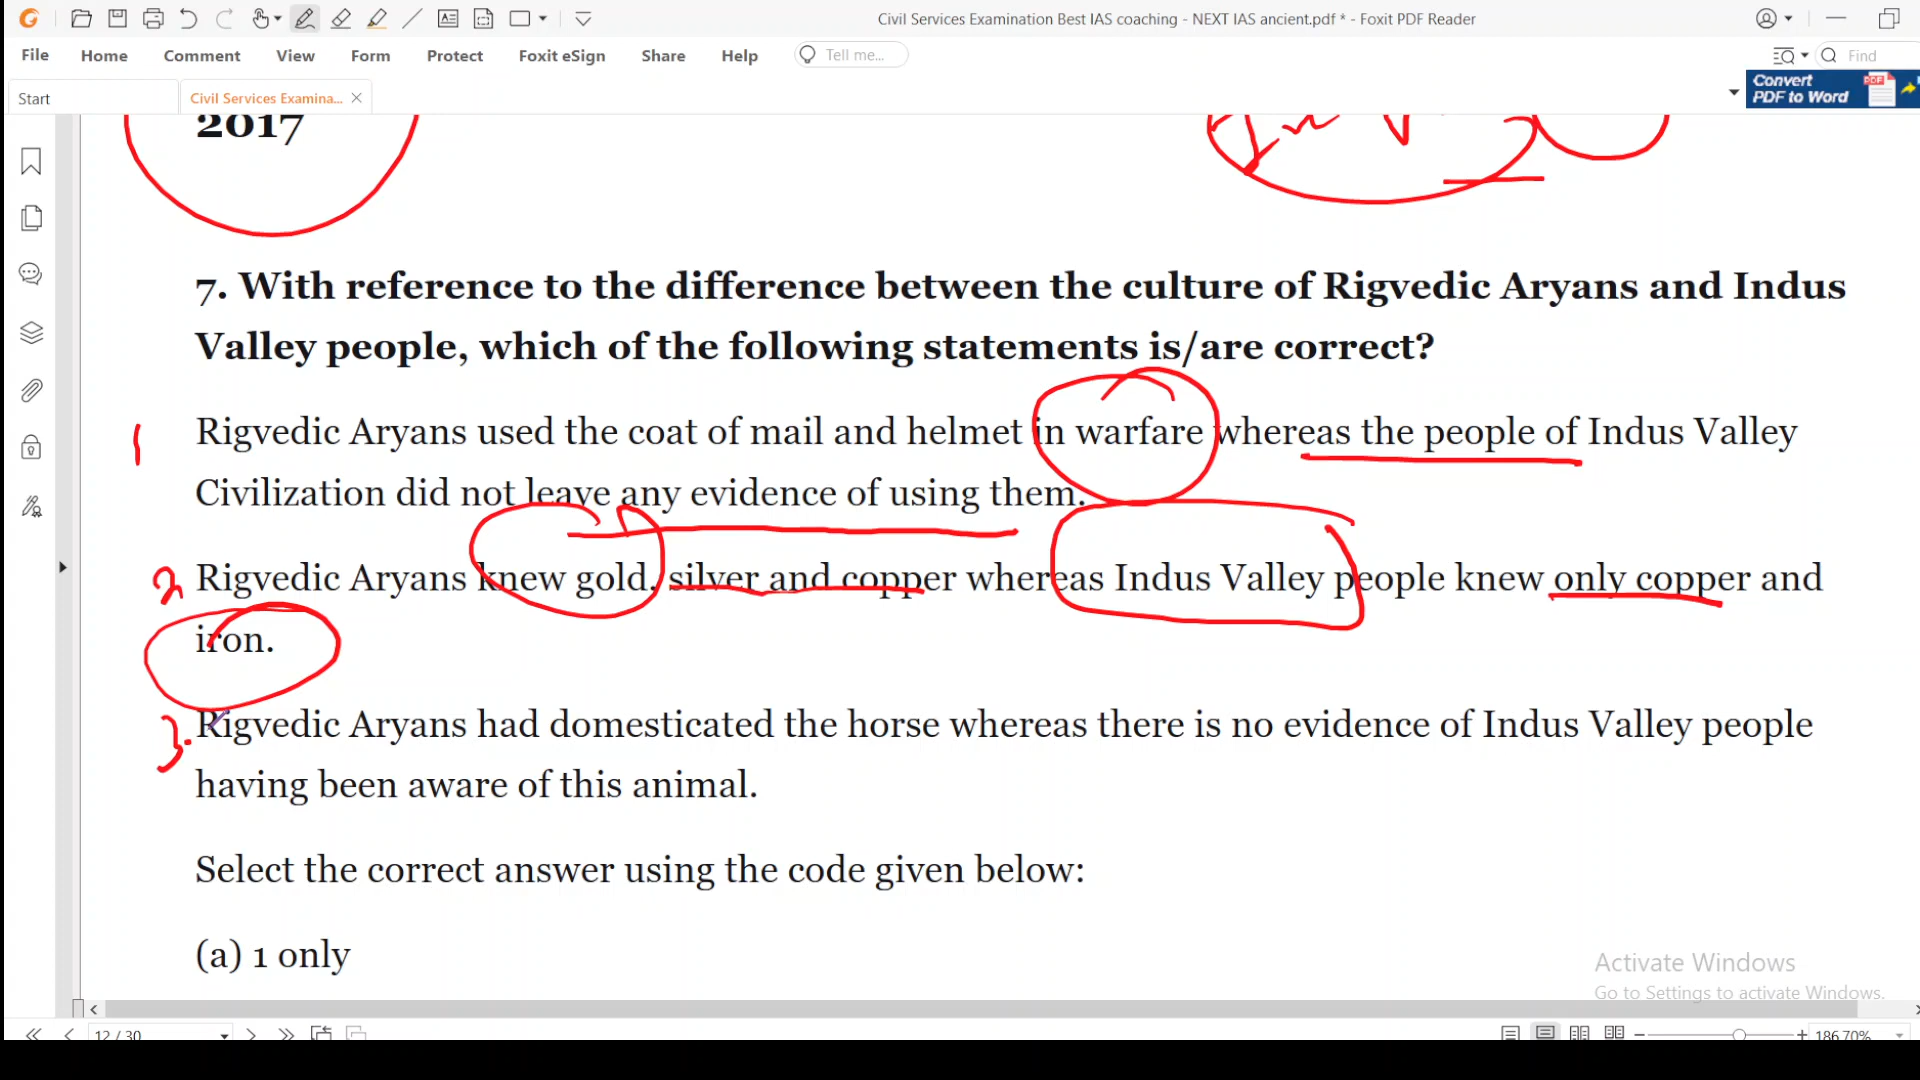 Civil Services Examination Best IAS coaching - NEXT IAS ancient.pdf * - Foxit PDF Reader
File Home Comment View Form Protect Foxit eSign Share Help Tell me... Find
Start Civil Services Examina...
Convert
PDF to Word
PDF
2017
7. With reference to the difference between the culture of Rigvedic Aryans and Indus
Valley people, which of the following statements is/are correct?
1 Rigvedic Aryans used the coat of mail and helmet in warfare whereas the people of Indus Valley
Civilization did not leave any evidence of using them.
2 Rigvedic Aryans knew gold, silver and copper whereas Indus Valley people knew only copper and
iron.
3. Rigvedic Aryans had domesticated the horse whereas there is no evidence of Indus Valley people
having been aware of this animal.
Select the correct answer using the code given below:
(a) 1 only
Activate Windows
Go to Settings to activate Windows.
12 / 30 186.70%